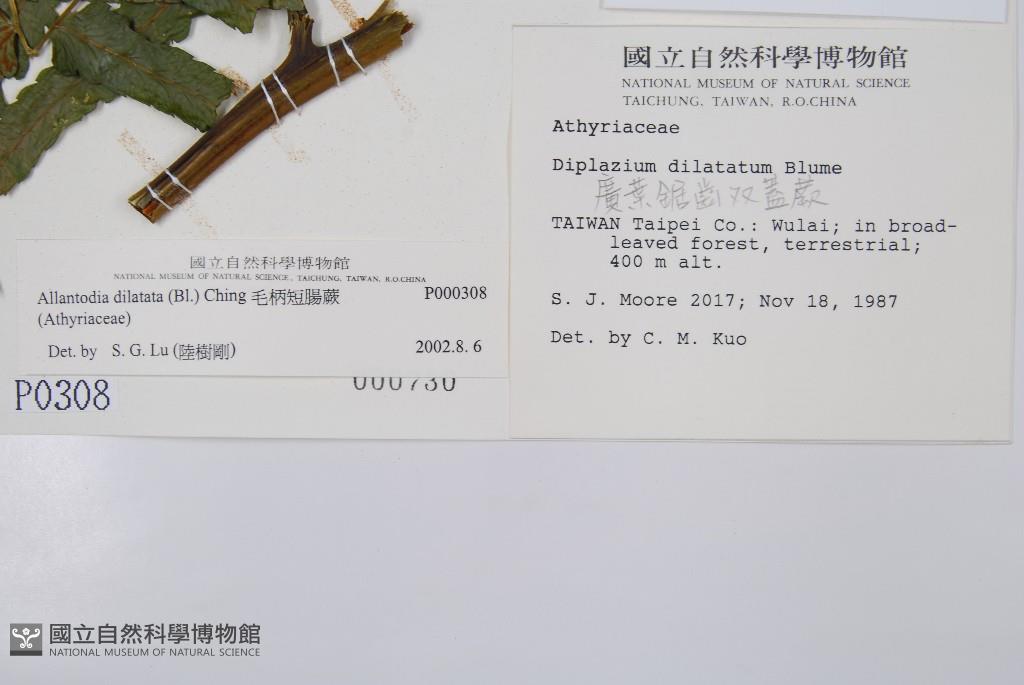 國立自然科學博物館
NATIONAL MUSEUM OF NATURAL SCIENCE
TAICHUNG, TAIWAN, R.O.CHINA
Athyriaceae
Diplazium dilatatum Blume
廣葉鋸齒双蓋蕨
TAIWAN Taipei Co.: Wulai; in broad-
leaved forest, terrestrial;
400 m alt.
S. J. Moore 2017; Nov 18, 1987
Det. by C. M. Kuo
國立自然科學博物館
NATIONAL MUSEUM OF NATURAL SCIENCE, TAICHUNG, TAIWAN, R.O.CHINA
Allantodia dilatata (Bl.) Ching 毛柄短腸蕨 P000308
(Athyriaceae)
Det. by S. G. Lu (陸樹剛) 2002.8. 6
P0308
000730
國立自然科學博物館
NATIONAL MUSEUM OF NATURAL SCIENCE